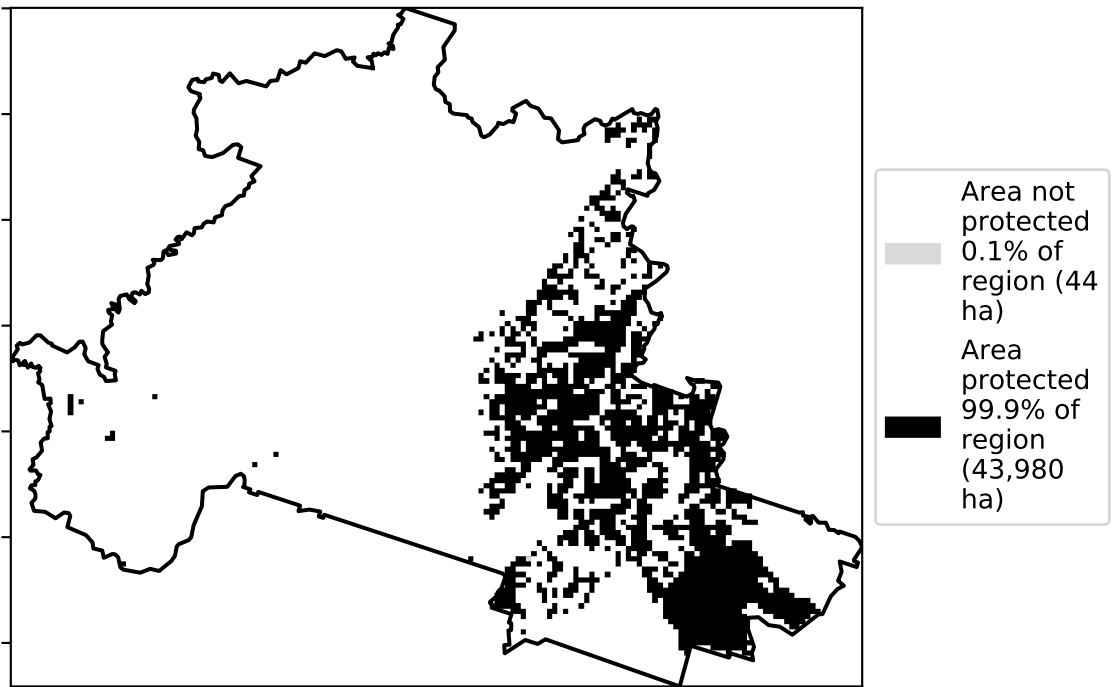 Area not
protected
0.1% of
region (44
ha)
Area
protected
99.9% of
region
(43,980
ha)